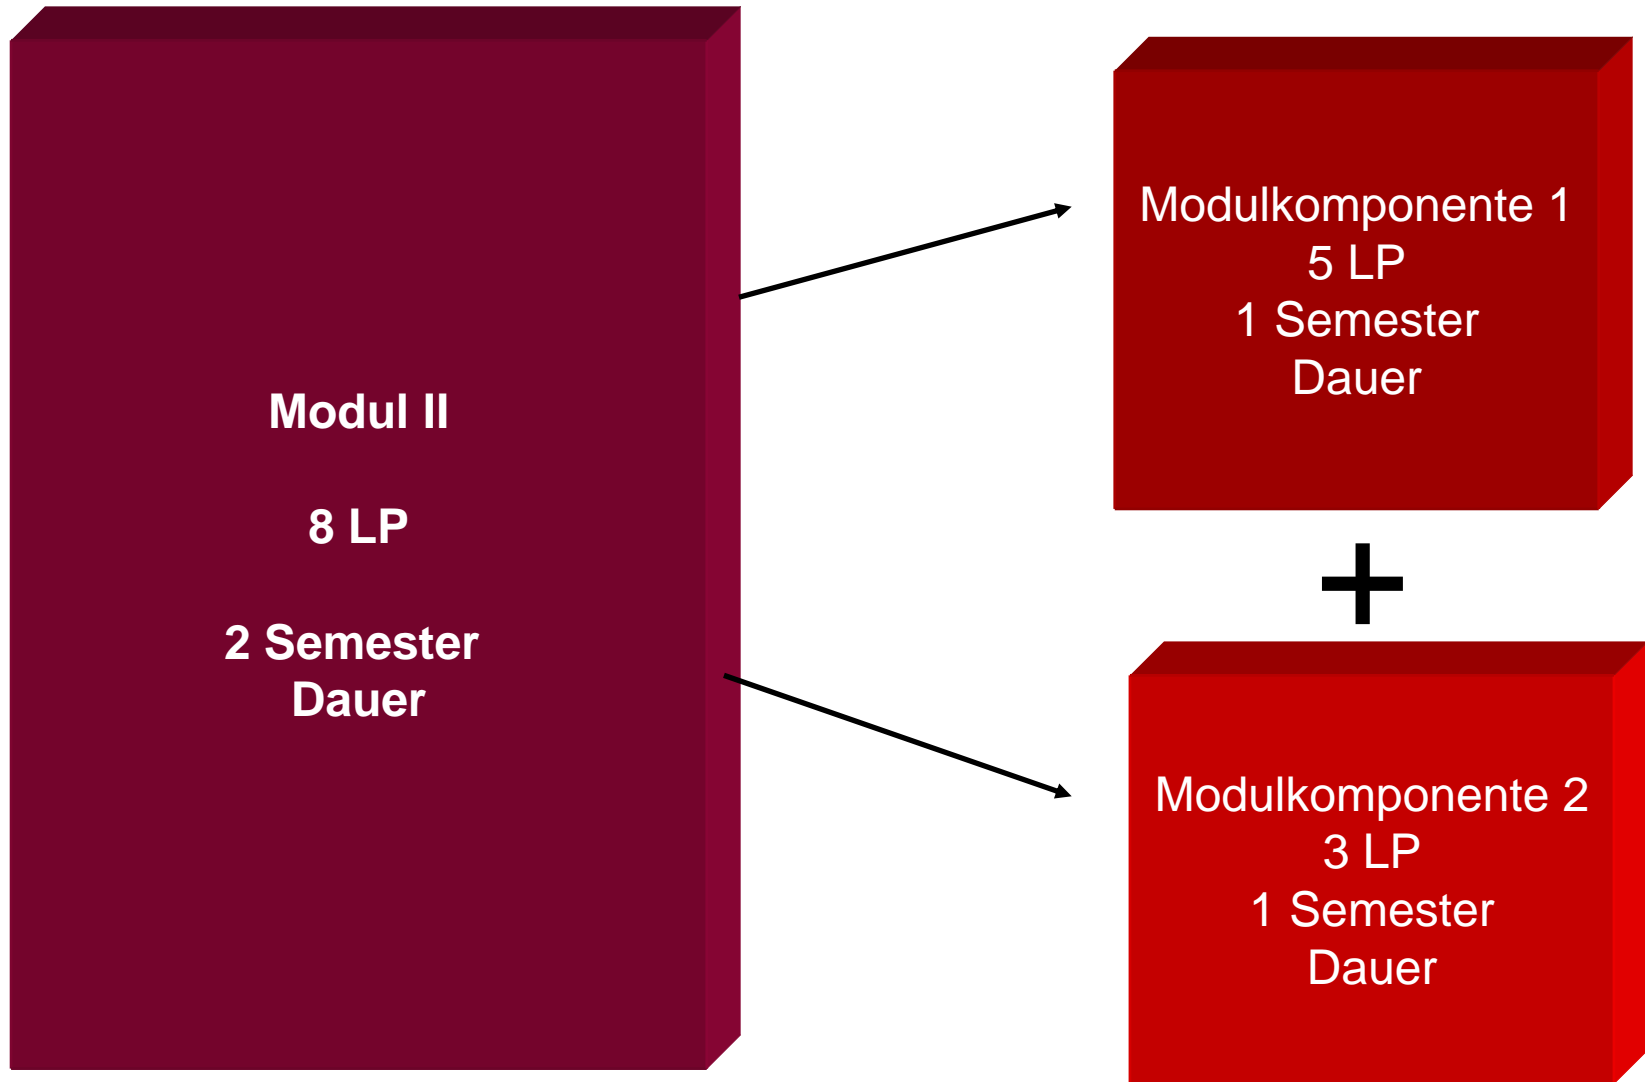 Modul II
8 LP
2 Semester
Dauer
Modulkomponente 1
5 LP
1 Semester
Dauer
+
Modulkomponente 2
3 LP
1 Semester
Dauer